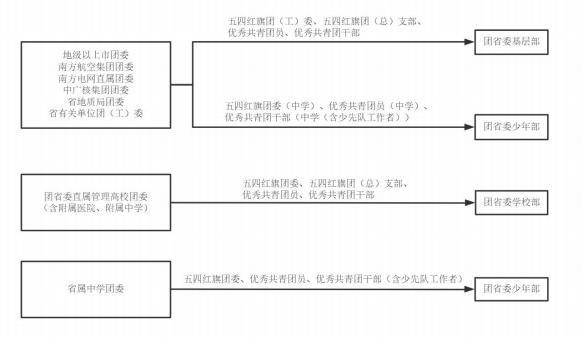 地级以上市团委
南方航空集团团委
南方电网直属团委
中广核集团团委
省地质局团委
省有关单位团（工）委
五四红旗团（工）委、五四红旗团（总）支部、
优秀共青团员、优秀共青团干部
团省委基层部
五四红旗团委（中学）、优秀共青团员（中学）、
优秀共青团干部（中学（含少先队工作者））
团省委少年部
团省委直属管理高校团委
（含附属医院、附属中学）
五四红旗团委、五四红旗团（总）支部、
优秀共青团员、优秀共青团干部
团省委学校部
省属中学团委
五四红旗团委、优秀共青团员、优秀共青团干部（含少先队工作者）
团省委少年部